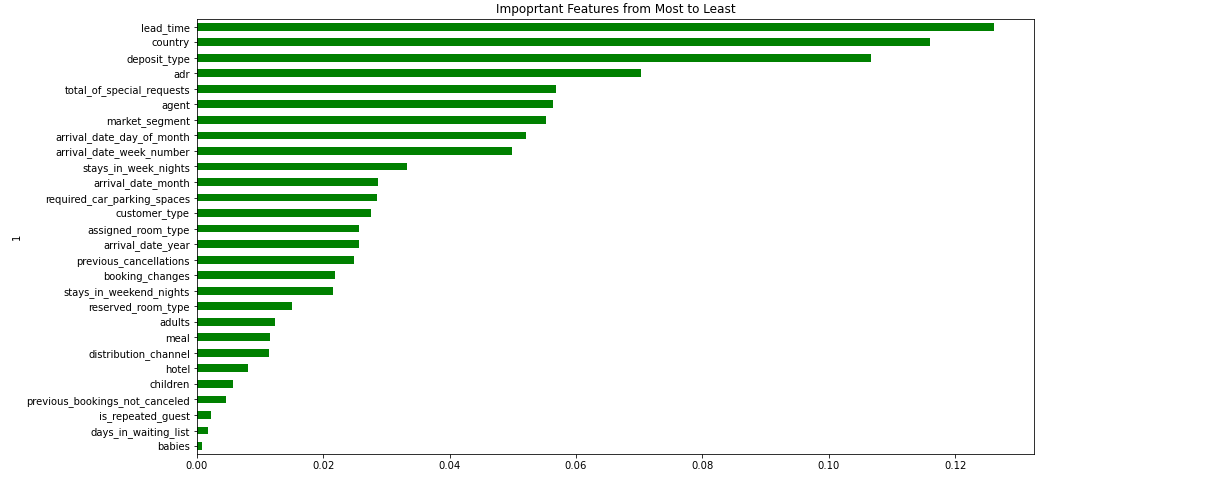 Impoprtant Features from Most to Least
lead_time
country
deposit_type
adr
total_of_special_requests
agent
market_segment
arrival_date_day_of_month
arrival_date_week_number
stays_in_week_nights
arrival_date_month
required_car_parking_spaces
customer_type
assigned_room_type
arrival_date_year
previous_cancellations
booking_changes
stays_in_weekend_nights
reserved_room_type
adults
meal
distribution_channel
hotel
children
previous_bookings_not_canceled
is_repeated_guest
days_in_waiting_list
babies
1
0.00 0.02 0.04 0.06 0.08 0.10 0.12